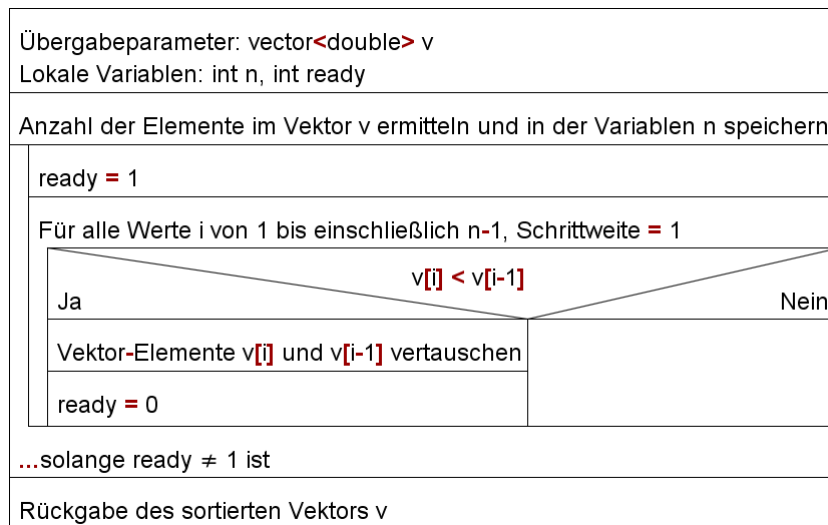 Übergabeparameter: vector<double> v
Lokale Variablen: int n, int ready
Anzahl der Elemente im Vektor v ermitteln und in der Variablen n speichern
ready = 1
Für alle Werte i von 1 bis einschließlich n-1, Schrittweite = 1
v[i] < v[i-1]
Ja Nein
Vektor-Elemente v[i] und v[i-1] vertauschen
ready = 0
...solange ready ≠ 1 ist
Rückgabe des sortierten Vektors v